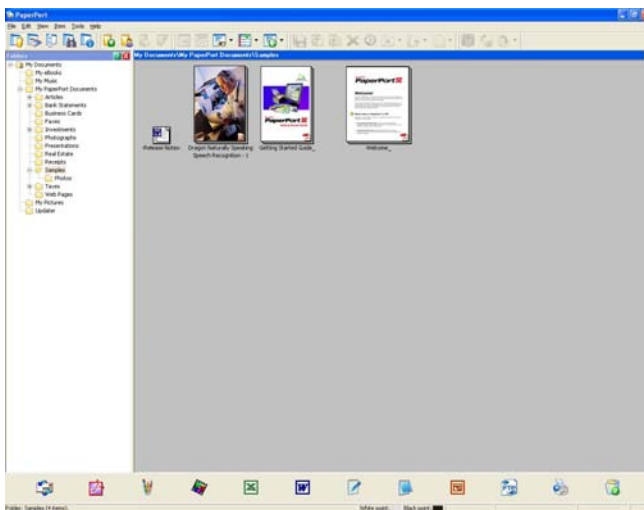 PaperPort
File Edit View Item Tools Help
Folders
My Documents\My PaperPort Documents\Samples
My Documents
My eBooks
My Music
My PaperPort Documents
Articles
Bank Statements
Business Cards
Faxes
Investments
Photographs
Presentations
Real Estate
Receipts
Samples
Photos
Taxes
Web Pages
My Pictures
Updater
PaperPort
PaperPort
Welcome!
Release Notes
Dragon Naturally Speaking
Speech Recognition - 1
Getting Started Guide_
Welcome_
FTP
Folder: Samples (4 items).
White point:
Black point: